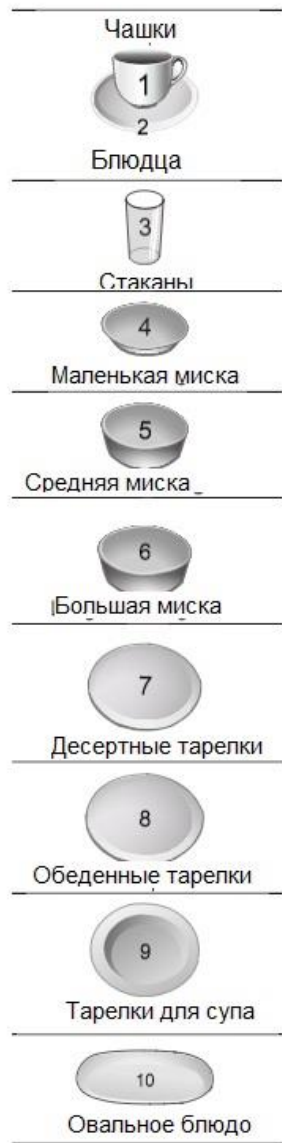 Чашки
1
2
Блюдца
3
Стаканы
4
Маленькая миска
5
Средняя миска
6
Большая миска
7
Десертные тарелки
8
Обеденные тарелки
9
Тарелки для супа
10
Овальное блюдо